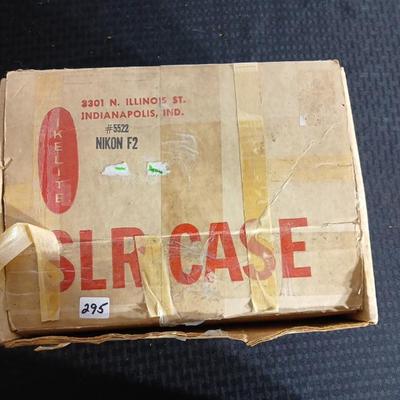 3301 N. ILLINOIS ST.
INDIANAPOLIS, IND.
IKELITE
#5522
NIKON F2
SLR CASE
295